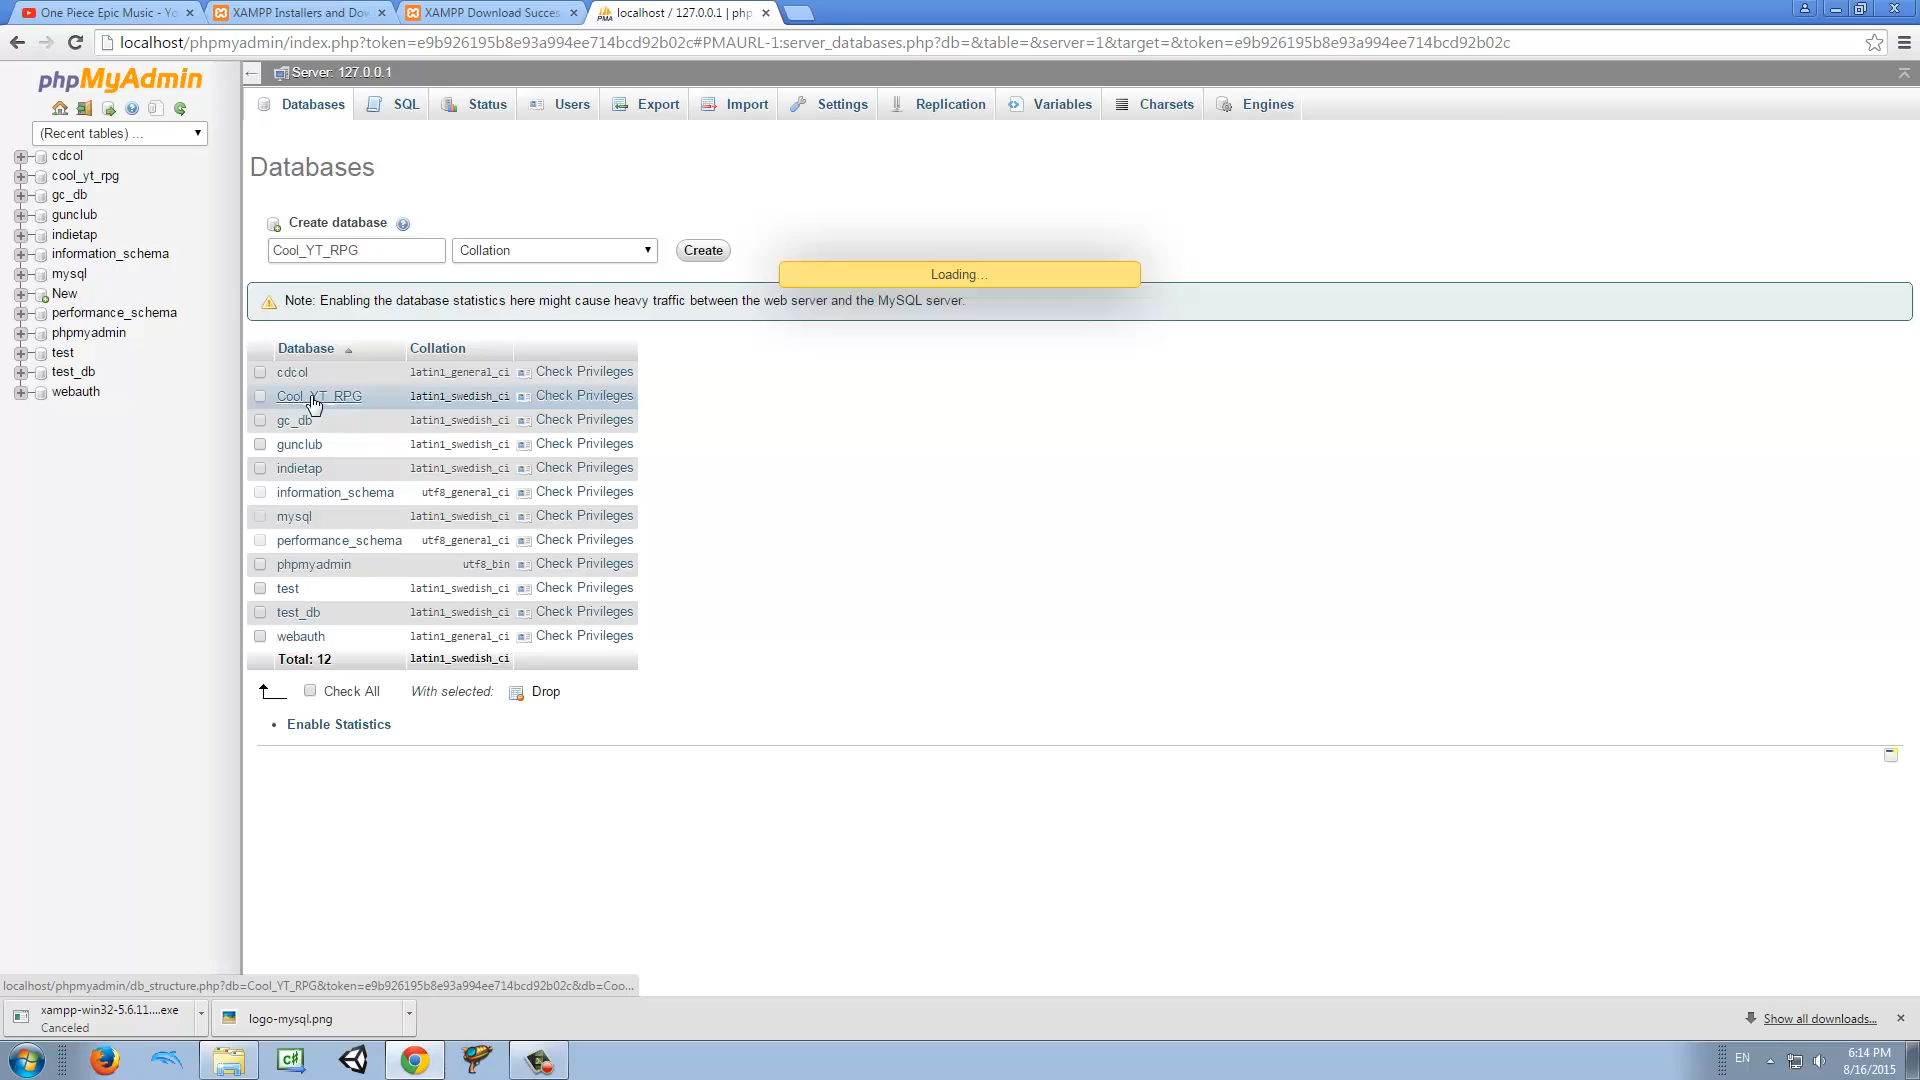 One Piece Epic Music - Yo
XAMPP Installers and Dow
XAMPP Download Succes
localhost / 127.0.0.1 | php
localhost/phpmyadmin/index.php?token=e9b926195b8e93a994ee714bcd92b02c#PMAURL-1:server_databases.php?db=&table=&server=1&target=&token=e9b926195b8e93a994ee714bcd92b02c
phpMyAdmin
(Recent tables) ...
cdcol
cool_yt_rpg
gc_db
gunclub
indietap
information_schema
mysql
New
performance_schema
phpmyadmin
test
test_db
webauth
Server: 127.0.0.1
Databases
SQL
Status
Users
Export
Import
Settings
Replication
Variables
Charsets
Engines
Databases
Create database
Cool_YT_RPG
Collation
Create
Loading...
Note: Enabling the database statistics here might cause heavy traffic between the web server and the MySQL server.
Database Collation
cdcol latin1_general_ci Check Privileges
Cool_YT_RPG latin1_swedish_ci Check Privileges
gc_db latin1_swedish_ci Check Privileges
gunclub latin1_swedish_ci Check Privileges
indietap latin1_swedish_ci Check Privileges
information_schema utf8_general_ci Check Privileges
mysql latin1_swedish_ci Check Privileges
performance_schema utf8_general_ci Check Privileges
phpmyadmin utf8_bin Check Privileges
test latin1_swedish_ci Check Privileges
test_db latin1_swedish_ci Check Privileges
webauth latin1_general_ci Check Privileges
Total: 12 latin1_swedish_ci
Check All With selected: Drop
Enable Statistics
localhost/phpmyadmin/db_structure.php?db=Cool_YT_RPG&token=e9b926195b8e93a994ee714bcd92b02c&db=Coo...
xampp-win32-5.6.11....exe
Canceled
logo-mysql.png
Show all downloads...
EN
6:14 PM
8/16/2015